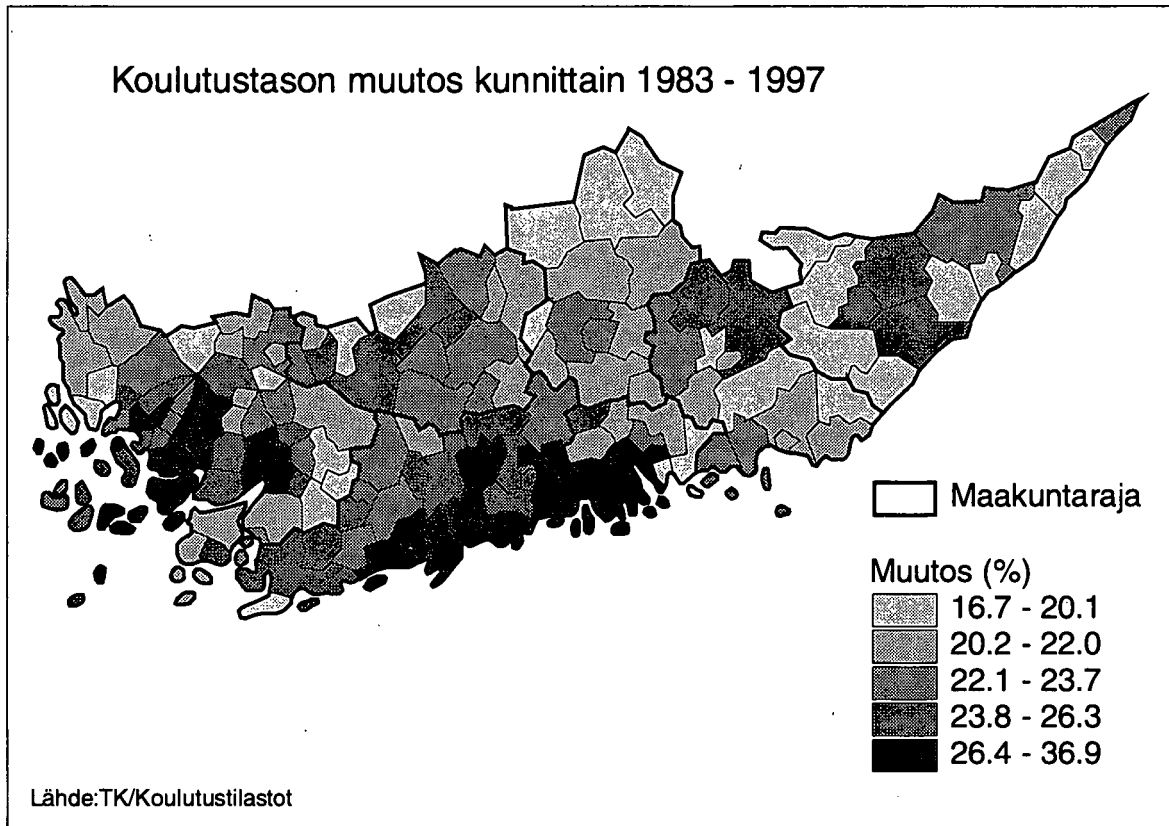 Koulutustason muutos kunnittain 1983 - 1997
Maakuntaraja
Muutos (%)
16.7 - 20.1
20.2 - 22.0
22.1 - 23.7
23.8 - 26.3
26.4 - 36.9
Lähde:TK/Koulutustilastot